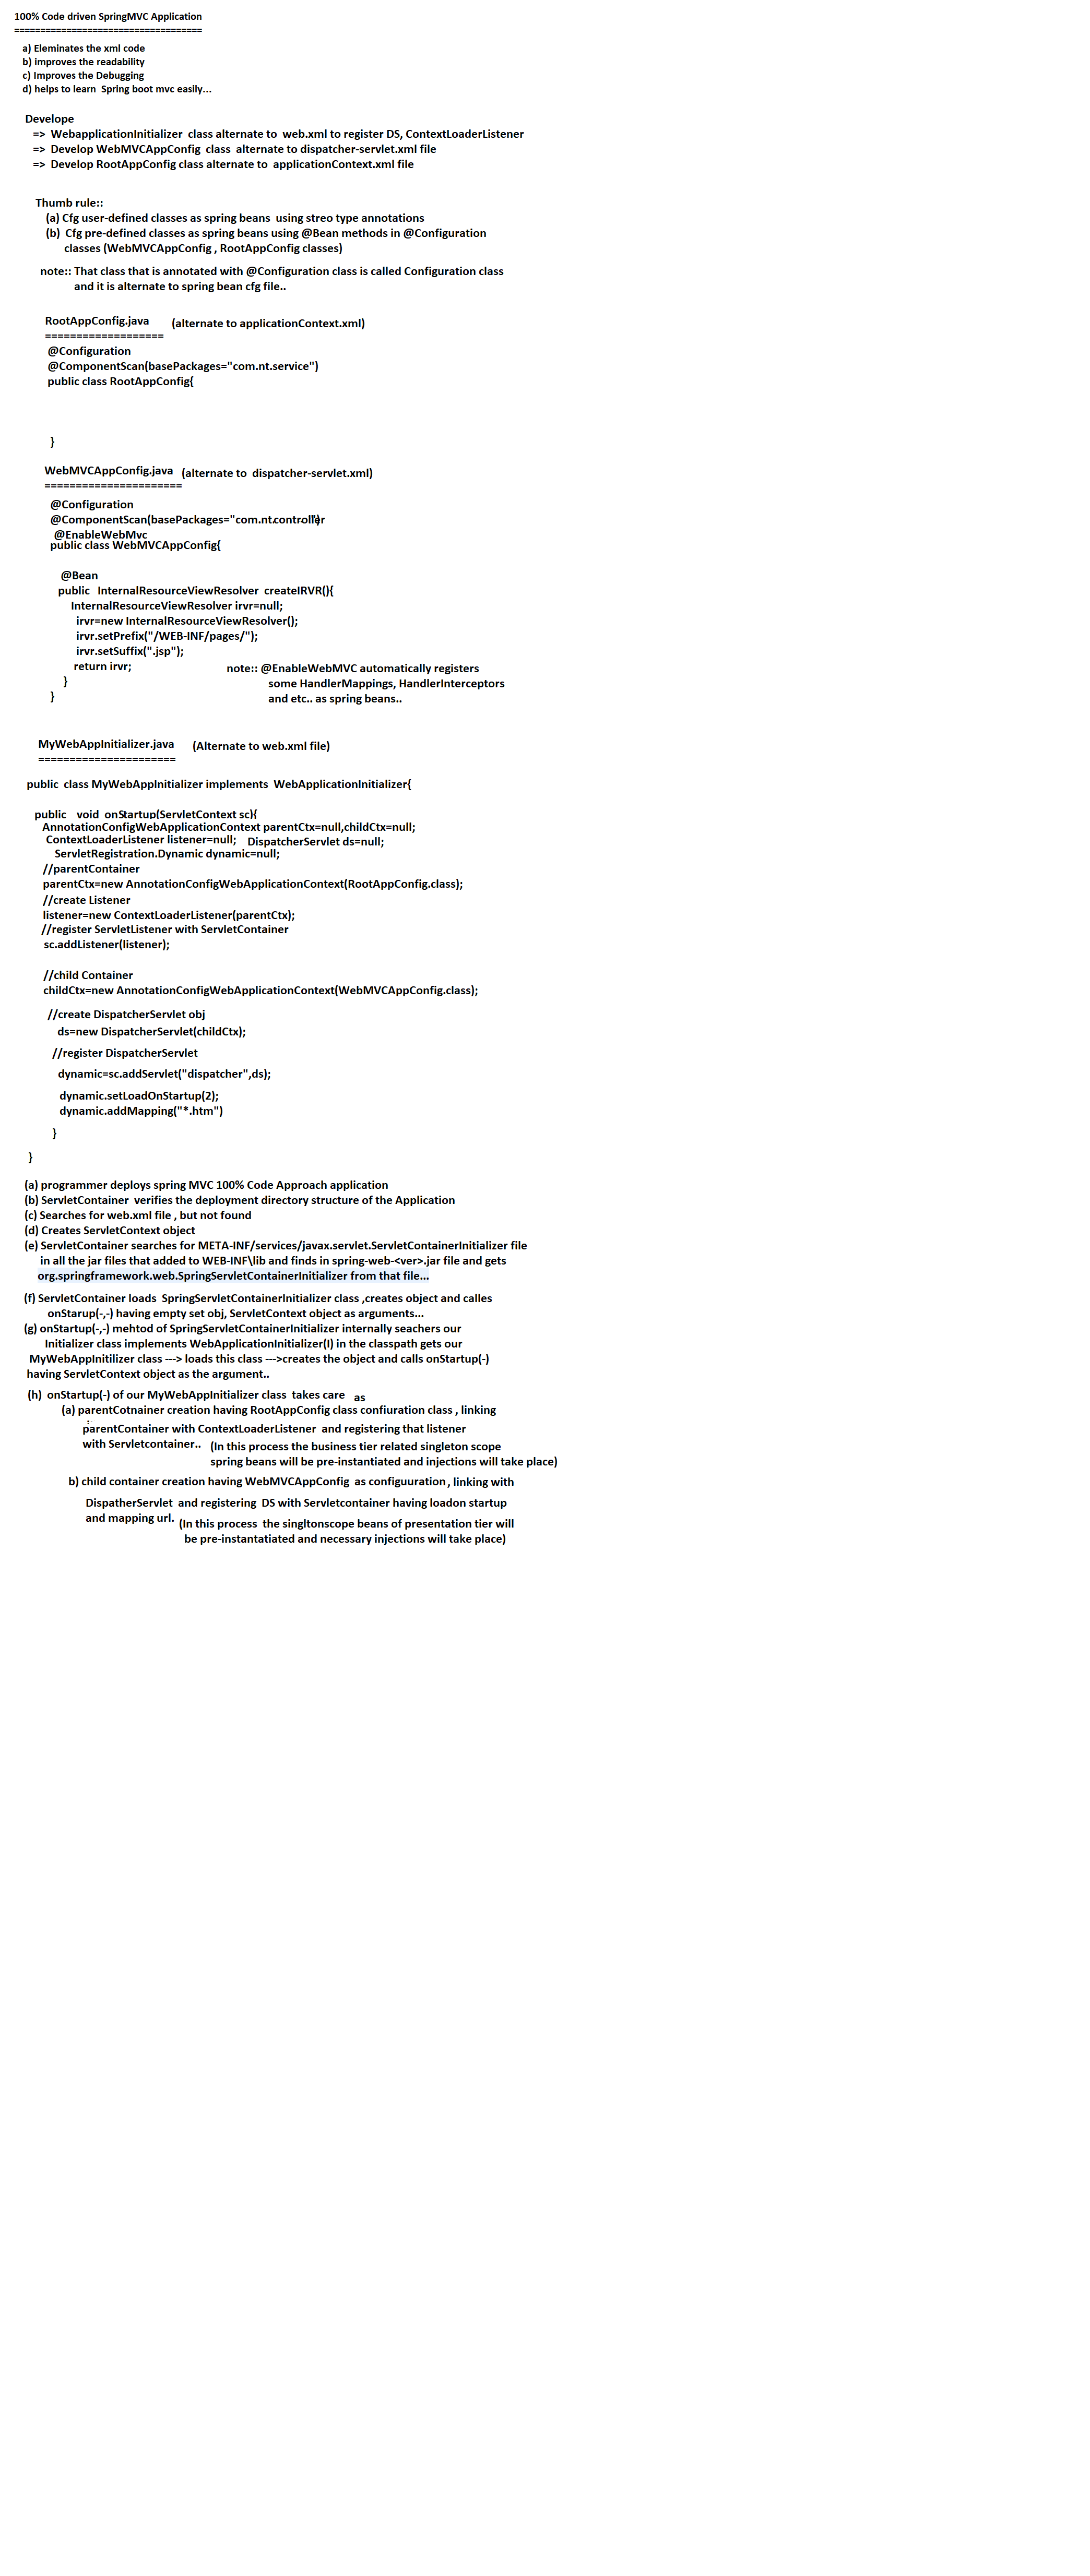 100% Code driven SpringMVC Application
====================================
a) Eleminates the xml code
b) improves the readability
c) Improves the Debugging
d) helps to learn Spring boot mvc easily...
Develope
=> WebapplicationInitializer class alternate to web.xml to register DS, ContextLoaderListener
=> Develop WebMVCAppConfig class alternate to dispatcher-servlet.xml file
=> Develop RootAppConfig class alternate to applicationContext.xml file
Thumb rule::
(a) Cfg user-defined classes as spring beans using streo type annotations
(b) Cfg pre-defined classes as spring beans using @Bean methods in @Configuration
classes (WebMVCAppConfig , RootAppConfig classes)
note:: That class that is annotated with @Configuration class is called Configuration class
and it is alternate to spring bean cfg file..
RootAppConfig.java (alternate to applicationContext.xml)
===================
@Configuration
@ComponentScan(basePackages="com.nt.service")
public class RootAppConfig{
}
WebMVCAppConfig.java (alternate to dispatcher-servlet.xml)
======================
@Configuration
@ComponentScan(basePackages="com.nt.controller")
@EnableWebMvc
public class WebMVCAppConfig{
@Bean
public InternalResourceViewResolver createIRVR(){
InternalResourceViewResolver irvr=null;
irvr=new InternalResourceViewResolver();
irvr.setPrefix("/WEB-INF/pages/");
irvr.setSuffix(".jsp");
return irvr; note:: @EnableWebMVC automatically registers
} some HandlerMappings, HandlerInterceptors
} and etc.. as spring beans..
MyWebAppInitializer.java (Alternate to web.xml file)
======================
public class MyWebAppInitializer implements WebApplicationInitializer{
public void onStartup(ServletContext sc){
AnnotationConfigWebApplicationContext parentCtx=null,childCtx=null;
ContextLoaderListener listener=null; DispatcherServlet ds=null;
ServletRegistration.Dynamic dynamic=null;
//parentContainer
parentCtx=new AnnotationConfigWebApplicationContext(RootAppConfig.class);
//create Listener
listener=new ContextLoaderListener(parentCtx);
//register ServletListener with ServletContainer
sc.addListener(listener);
//child Container
childCtx=new AnnotationConfigWebApplicationContext(WebMVCAppConfig.class);
//create DispatcherServlet obj
ds=new DispatcherServlet(childCtx);
//register DispatcherServlet
dynamic=sc.addServlet("dispatcher",ds);
dynamic.setLoadOnStartup(2);
dynamic.addMapping("*.htm")
}
}
(a) programmer deploys spring MVC 100% Code Approach application
(b) ServletContainer verifies the deployment directory structure of the Application
(c) Searches for web.xml file , but not found
(d) Creates ServletContext object
(e) ServletContainer searches for META-INF/services/javax.servlet.ServletContainerInitializer file
in all the jar files that added to WEB-INF\lib and finds in spring-web-<ver>.jar file and gets
org.springframework.web.SpringServletContainerInitializer from that file...
(f) ServletContainer loads SpringServletContainerInitializer class ,creates object and calles
onStarup(-,-) having empty set obj, ServletContext object as arguments...
(g) onStartup(-,-) mehtod of SpringServletContainerInitializer internally seachers our
Initializer class implements WebApplicationInitializer(I) in the classpath gets our
MyWebAppInitilizer class ---> loads this class --->creates the object and calls onStartup(-)
having ServletContext object as the argument..
(h) onStartup(-) of our MyWebAppInitializer class takes care as
(a) parentCotnainer creation having RootAppConfig class confiuration class , linking
parentContainer with ContextLoaderListener and registering that listener
with Servletcontainer.. (In this process the business tier related singleton scope
spring beans will be pre-instantiated and injections will take place)
b) child container creation having WebMVCAppConfig as configuuration , linking with
DispatherServlet and registering DS with Servletcontainer having loadon startup
and mapping url. (In this process the singltonscope beans of presentation tier will
be pre-instantatiated and necessary injections will take place)